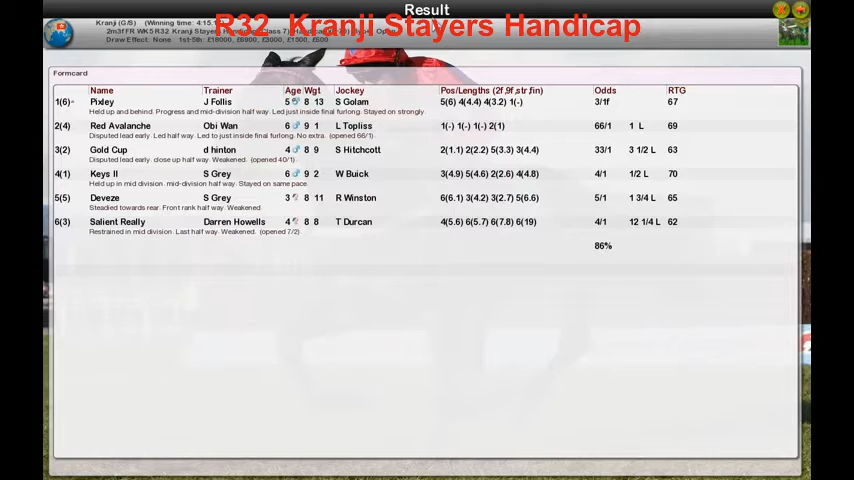 Result
R32 Kranji Stayers Handicap
Kranji (G/S) (Winning time: 4:15.
Draw Effect: None. 1st-5th: £18000, £6900, £3000, £1500, £600
Formcard
Name Trainer Age Wgt Jockey Pos/Lengths (2f,9f,str,fin) Odds RTG
1(6) Pixley J Follis 5 8 13 S Golam 5(6) 4(4.4) 4(3.2) 1(-) 3/1f 67
Held up and behind. Progress and mid-division half way. Led just inside final furlong. Stayed on strongly.
2(4) Red Avalanche Obi Wan 6 9 1 L Topliss 1(-) 1(-) 1(-) 2(1) 66/1 1 L 69
Disputed lead early. Led half way. Led to just inside final furlong. No extra. (opened 66/1)
3(2) Gold Cup d hinton 4 8 9 S Hitchcott 2(1.1) 2(2.2) 5(3.3) 3(4.4) 33/1 3 1/2 L 63
Disputed lead early. close up half way. Weakened. (opened 40/1)
4(1) Keys II S Grey 6 9 2 W Buick 3(4.9) 5(4.6) 2(2.6) 4(4.8) 4/1 1/2 L 70
Held up in mid division. mid-division half way. Stayed on same pace.
5(5) Deveze S Grey 3 8 11 R Winston 6(6.1) 3(4.2) 3(2.7) 5(6.6) 5/1 1 3/4 L 65
Steadied towards rear. Front rank half way. Weakened.
6(3) Salient Really Darren Howells 4 8 8 T Durcan 4(5.6) 6(5.7) 6(7.8) 6(19) 4/1 12 1/4 L 62
Restrained in mid division. Last half way. Weakened. (opened 7/2)
86%